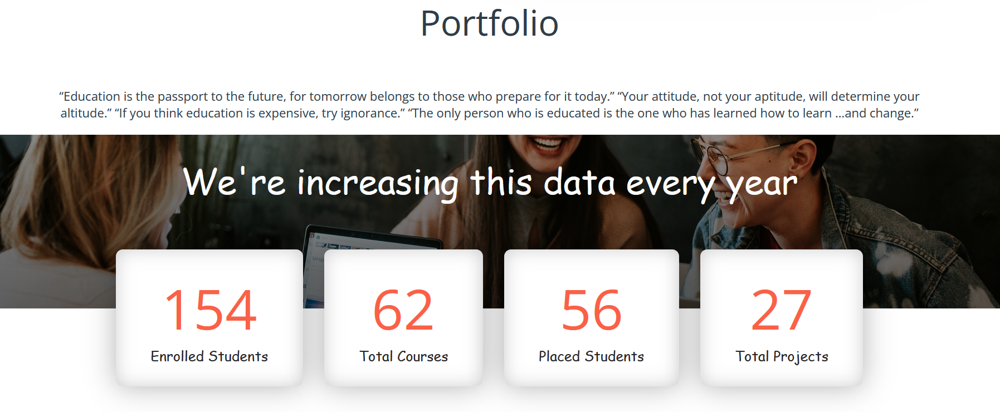 Portfolio
“Education is the passport to the future, for tomorrow belongs to those who prepare for it today.” “Your attitude, not your aptitude, will determine your
altitude.” “If you think education is expensive, try ignorance.” “The only person who is educated is the one who has learned how to learn …and change.”
We're increasing this data every year
154
Enrolled Students
62
Total Courses
56
Placed Students
27
Total Projects